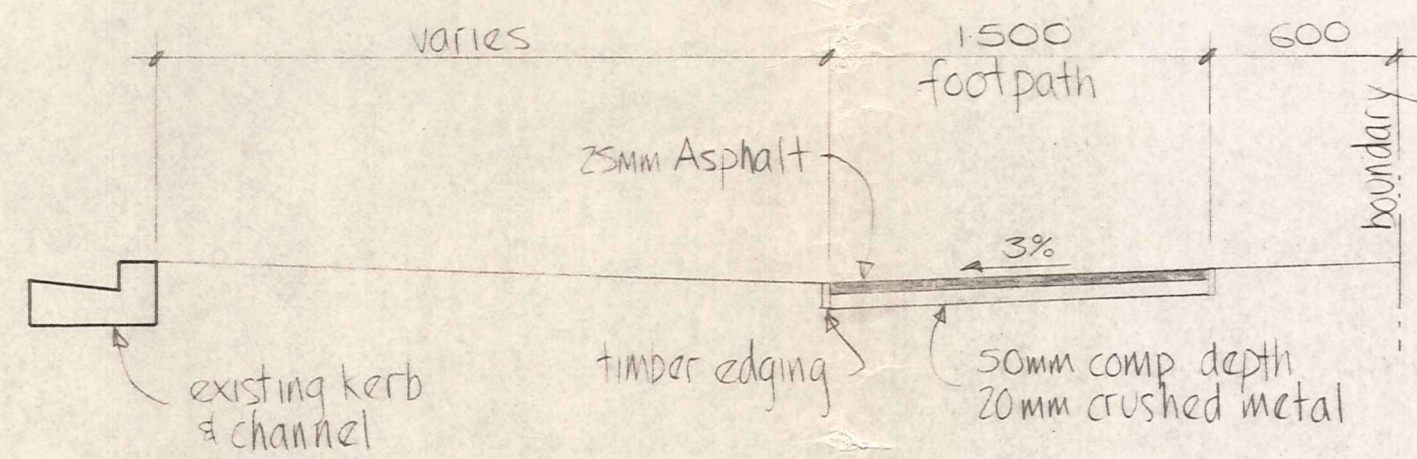 varies
1·500
600
footpath
25mm Asphalt
boundary
3%
existing kerb
& channel
timber edging
50mm comp depth
20mm crushed metal